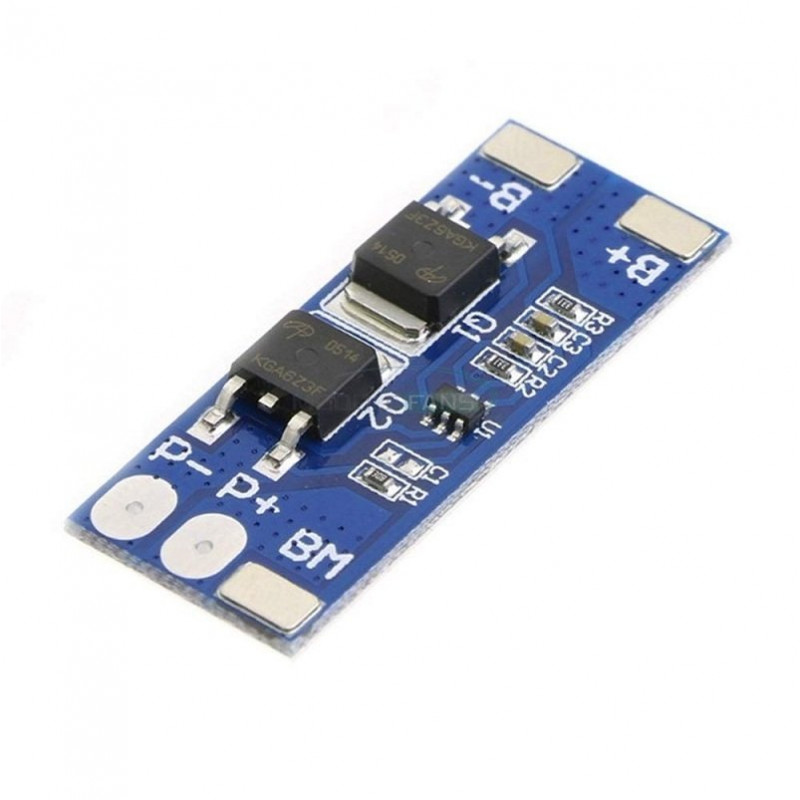 B-
B+
D514
KGA6Z3F
Q1
R3
C3
C2
R2
D514
KGA6Z3F
Q2
U1
C1
R1
P-
P+
BM